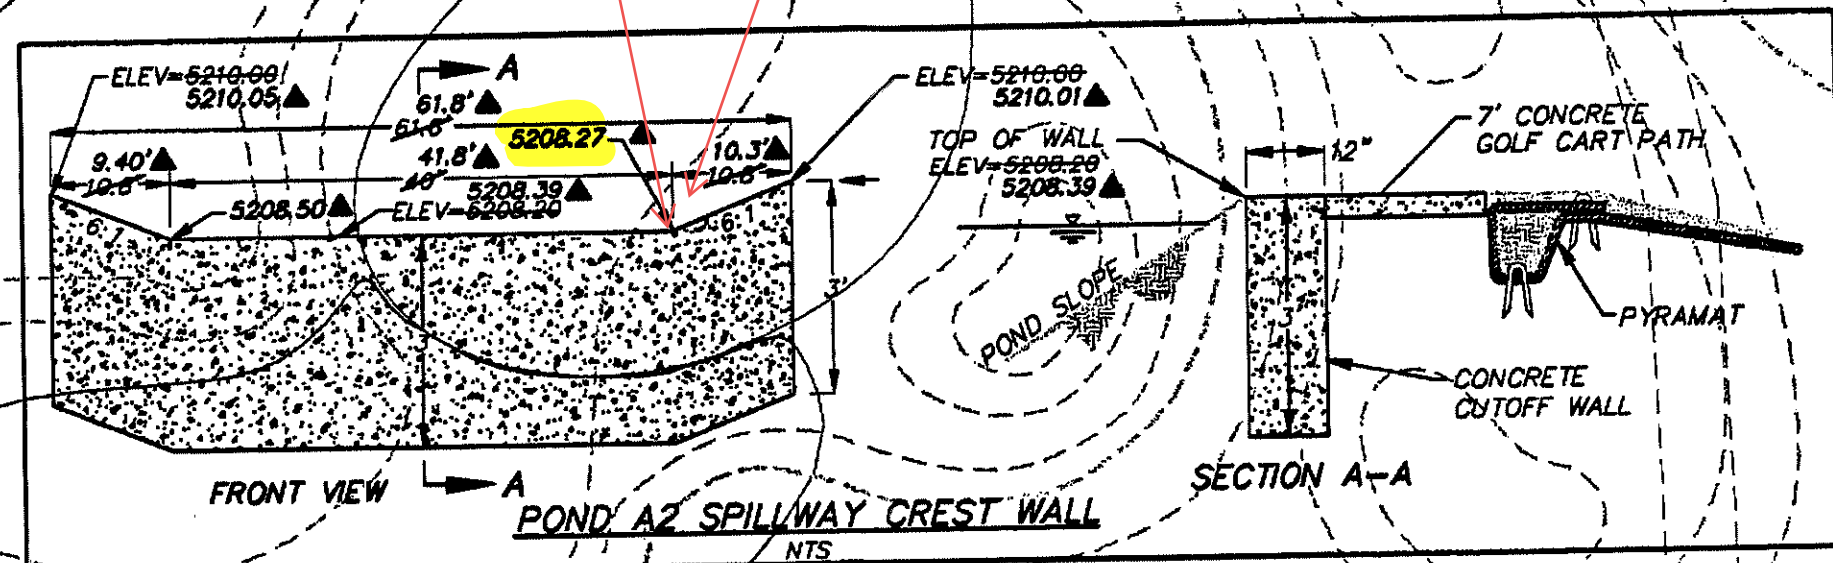 ELEV=5210.00
5210.05
A
61.8'
61.6'
5208.27
9.40'
10.8'
41.8'
40'
10.3'
10.8'
5208.50
5208.39
ELEV=5208.20
6:1
6:1
3'
ELEV=5210.00
5210.01
TOP OF WALL
ELEV=5208.20
5208.39
12"
7' CONCRETE
GOLF CART PATH
POND SLOPE
3'
PYRAMAT
CONCRETE
CUTOFF WALL
FRONT VIEW
A
SECTION A-A
POND A2 SPILLWAY CREST WALL
NTS